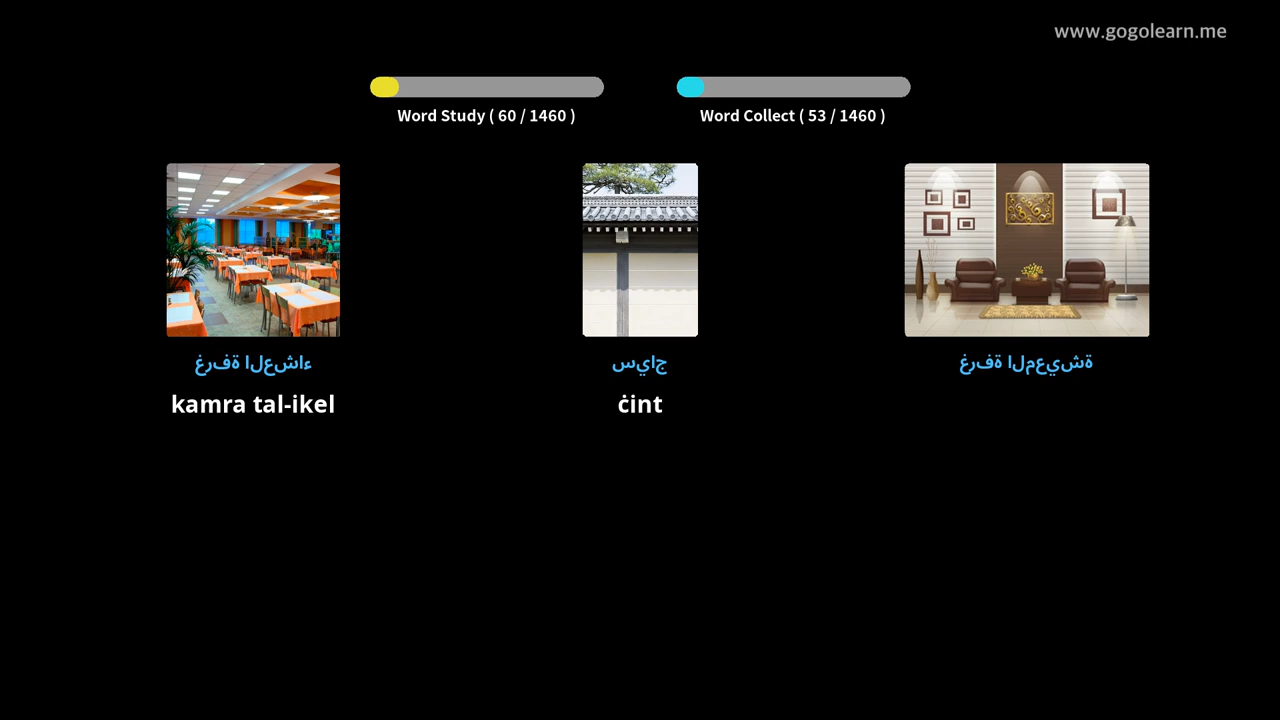 www.gogolearn.me
Word Study ( 60 / 1460 )
Word Collect ( 53 / 1460 )
غرفة العشاء
سياج
غرفة المعيشة
kamra tal-ikel
ċint